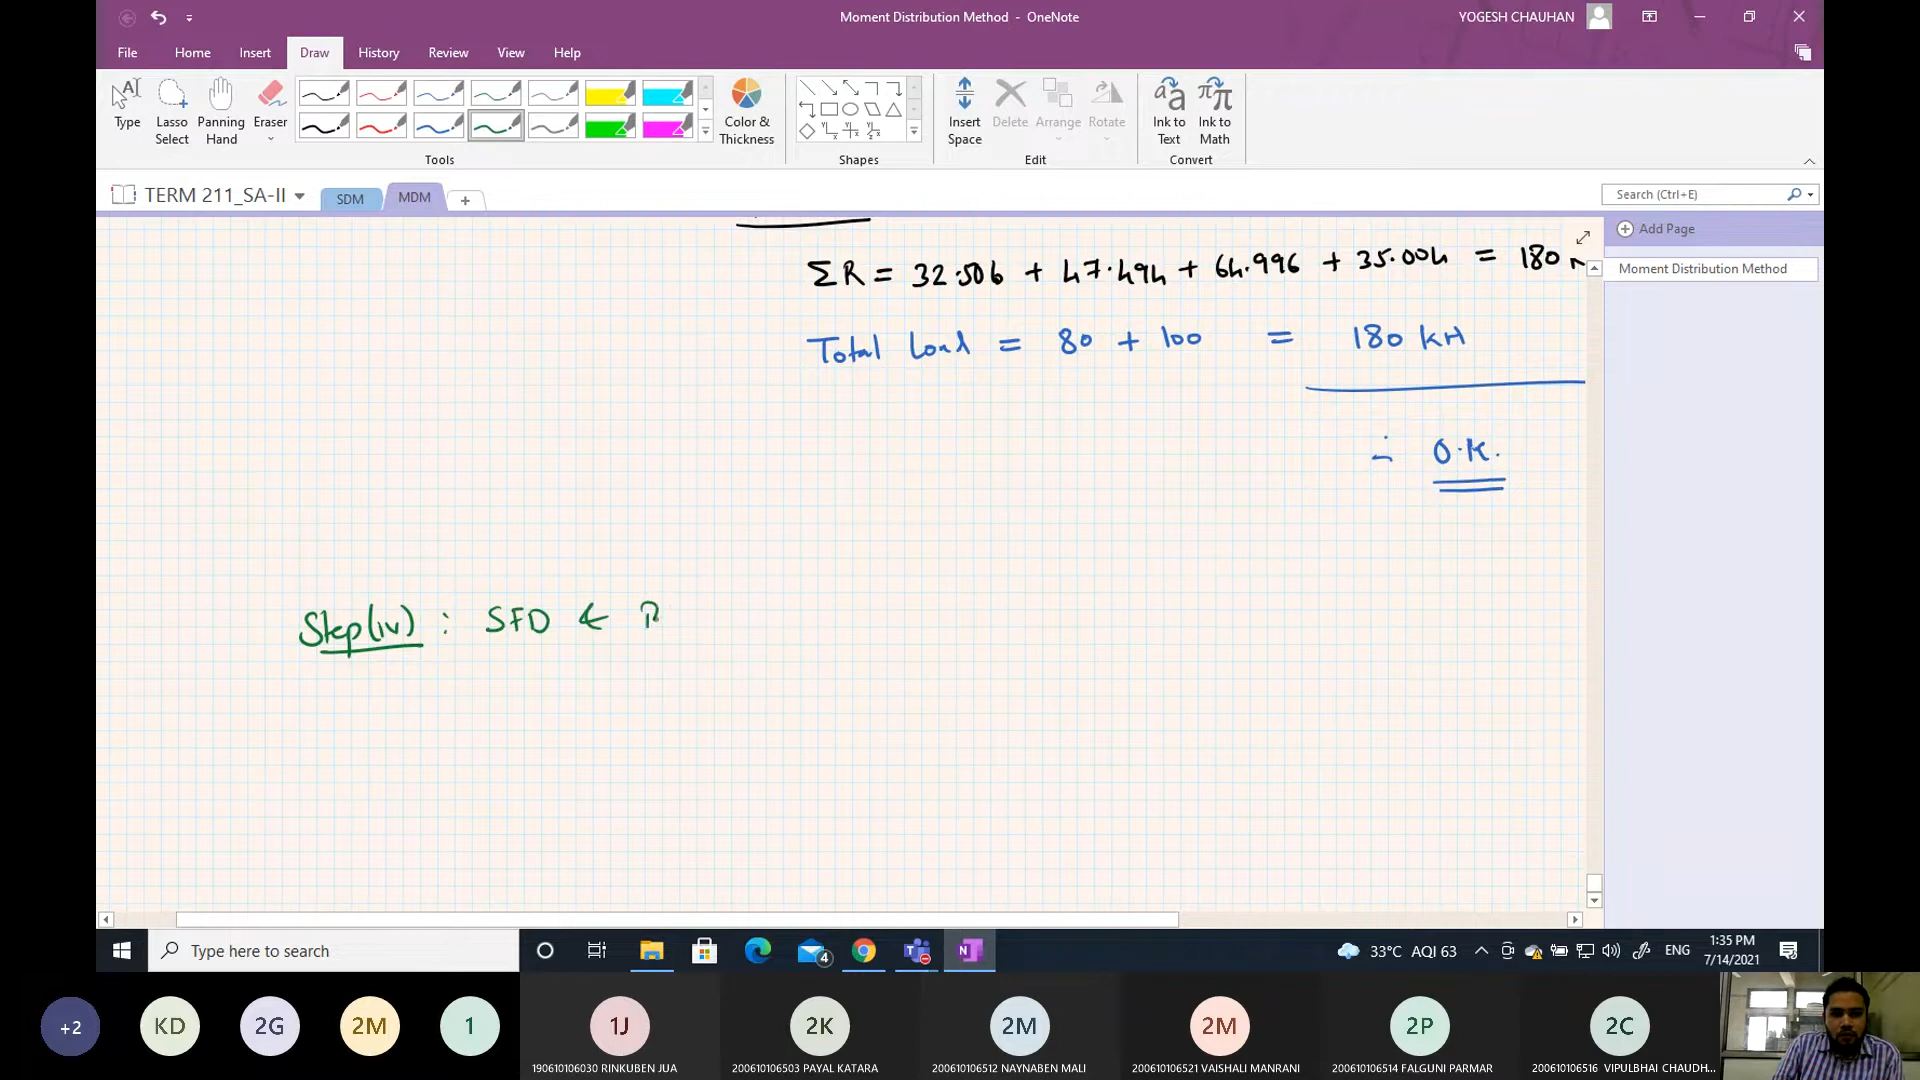 Moment Distribution Method - OneNote
YOGESH CHAUHAN
File Home Insert Draw History View Help
Type
Lasso Select
Panning Hand
Eraser
Color & Thickness
Insert Space
Delete
Arrange
Rotate
Ink to Text
Ink to Math
Tools
Shapes
Edit
Convert
TERM 211_SA-II
SDM
MDM
Search (Ctrl+E)
Add Page
Moment Distribution Method
ΣR = 32.506 + 47.494 + 64.996 + 35.004 = 180
Total Load = 80 + 100 = 180 kN
∴ O.K.
Step(iv) : SFD ←
Type here to search
4
33°C AQI 63
ENG
1:35 PM
7/14/2021
+2
KD
2G
2M
1
1J
2K
2M
2M
2P
2C
190610106030 RINKUBEN JUA
200610106503 PAYAL KATARA
200610106512 NAYNABEN MALI
200610106521 VAISHALI MANRANI
200610106514 FALGUNI PARMAR
200610106516 VIPULBHAI CHAUDH...